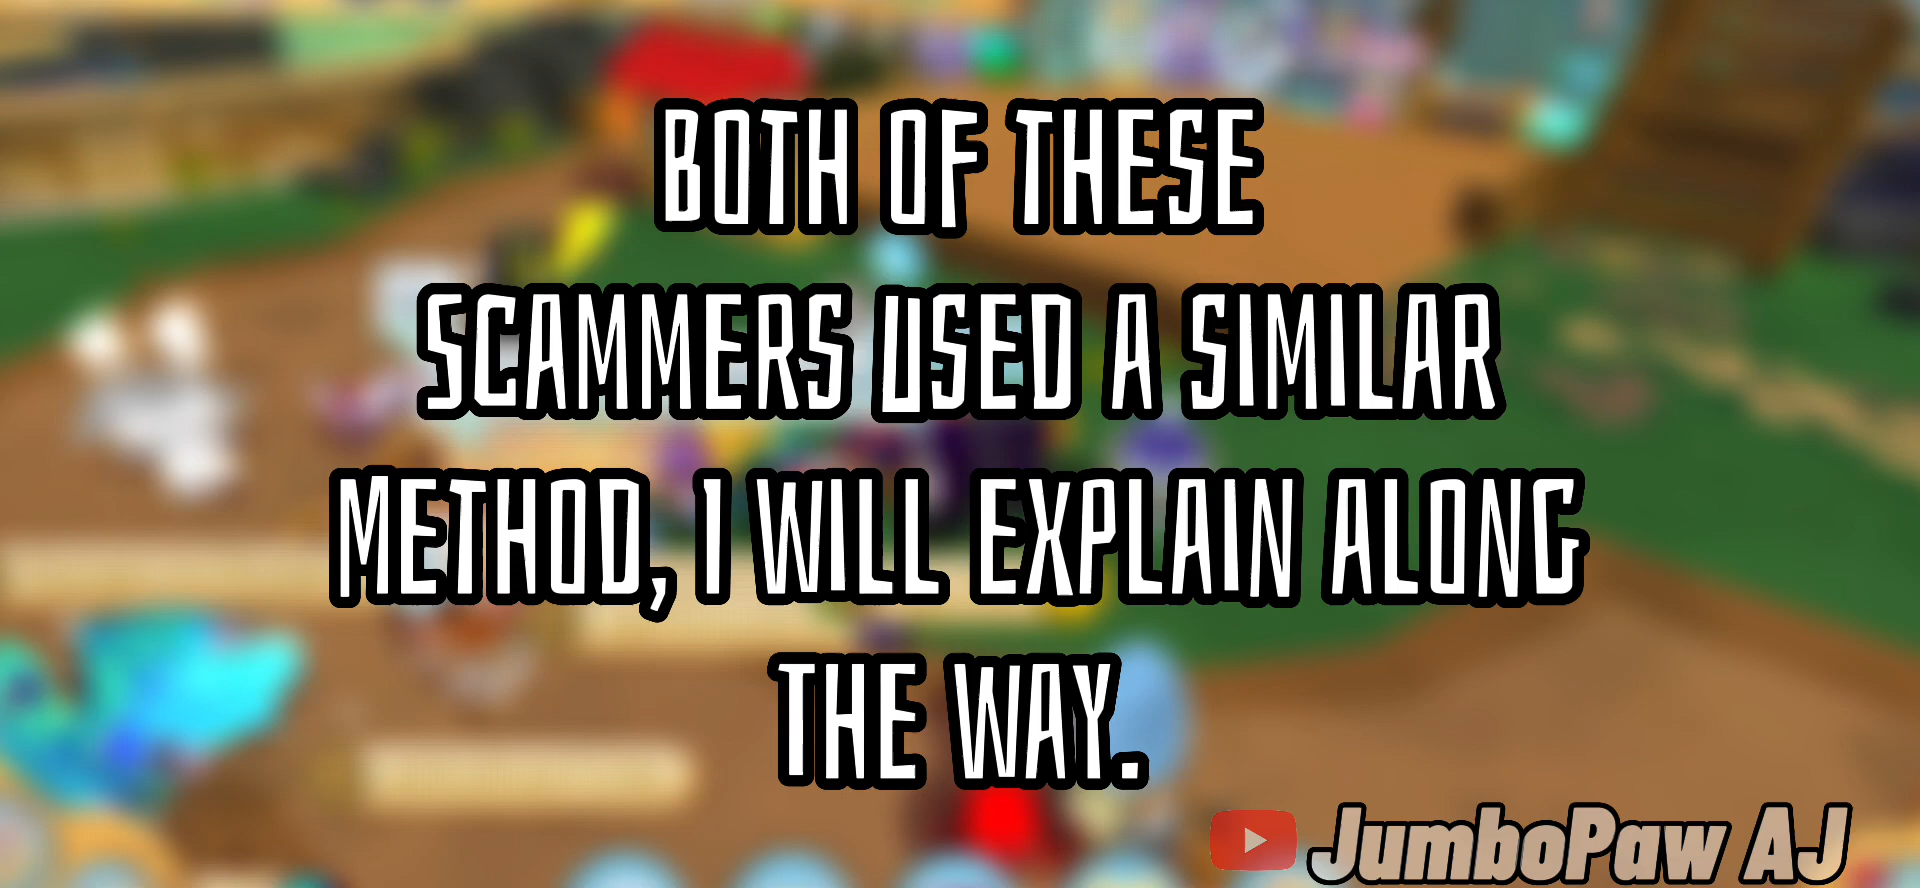 BOTH OF THESE
SCAMMERS USED A SIMILAR
METHOD, I WILL EXPLAIN ALONG
THE WAY.
JumboPaw AJ